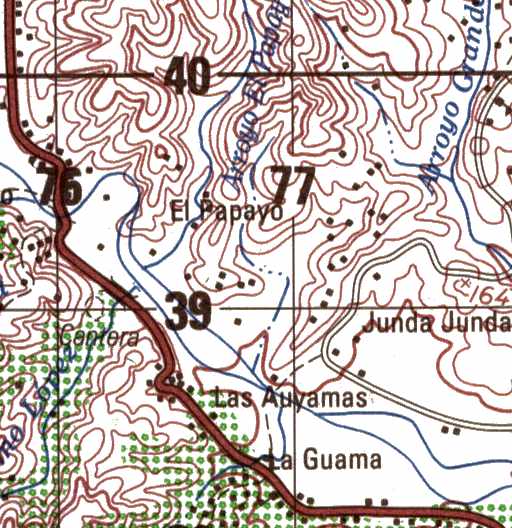 40
Arroyo El Papayo
Arroyo Grande
77
76
El Papayo
164
39
Junda Junda
Cantera
Las Auyamas
La Guama